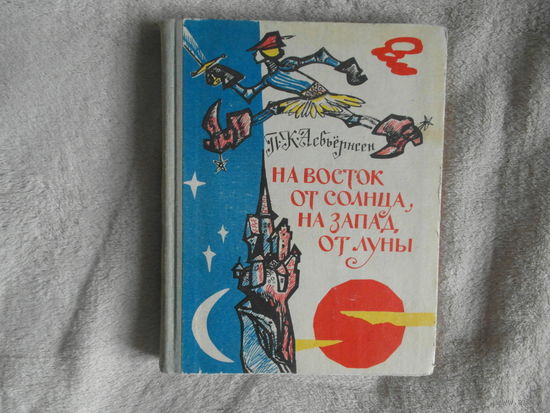 П.К.Асбьёрнсен
НА ВОСТОК
ОТ СОЛНЦА,
НА ЗАПАД
ОТ ЛУНЫ